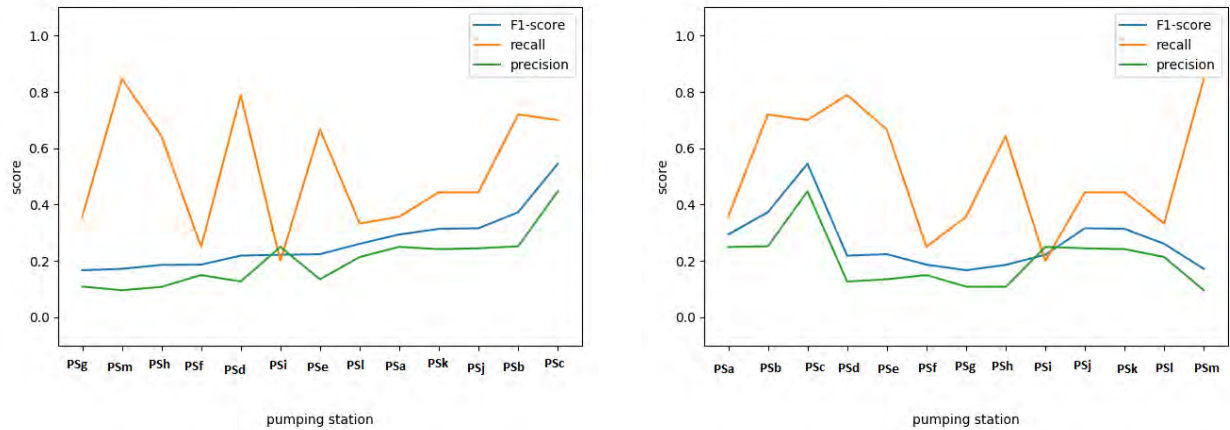 F1-score
recall
precision
1.0
0.8
0.6
0.4
0.2
0.0
score
PSg PSm PSh PSf PSd PSi PSe PSl PSa PSk PSj PSb PSc
pumping station
F1-score
recall
precision
1.0
0.8
0.6
0.4
0.2
0.0
score
PSa PSb PSc PSd PSe PSf PSg PSh PSi PSj PSk PSl PSm
pumping station